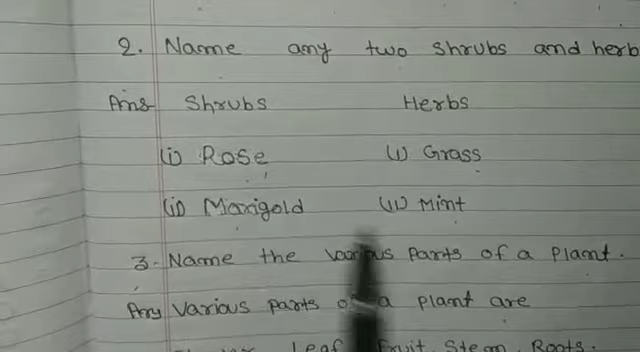 2. Name any two shrubs and herb
Ans Shrubs Herbs
(i) Rose (i) Grass
(ii) Marigold (ii) Mint
3. Name the various parts of a plant.
Ans Various parts of a plant are
Leaf, Fruit, Steam, Roots.